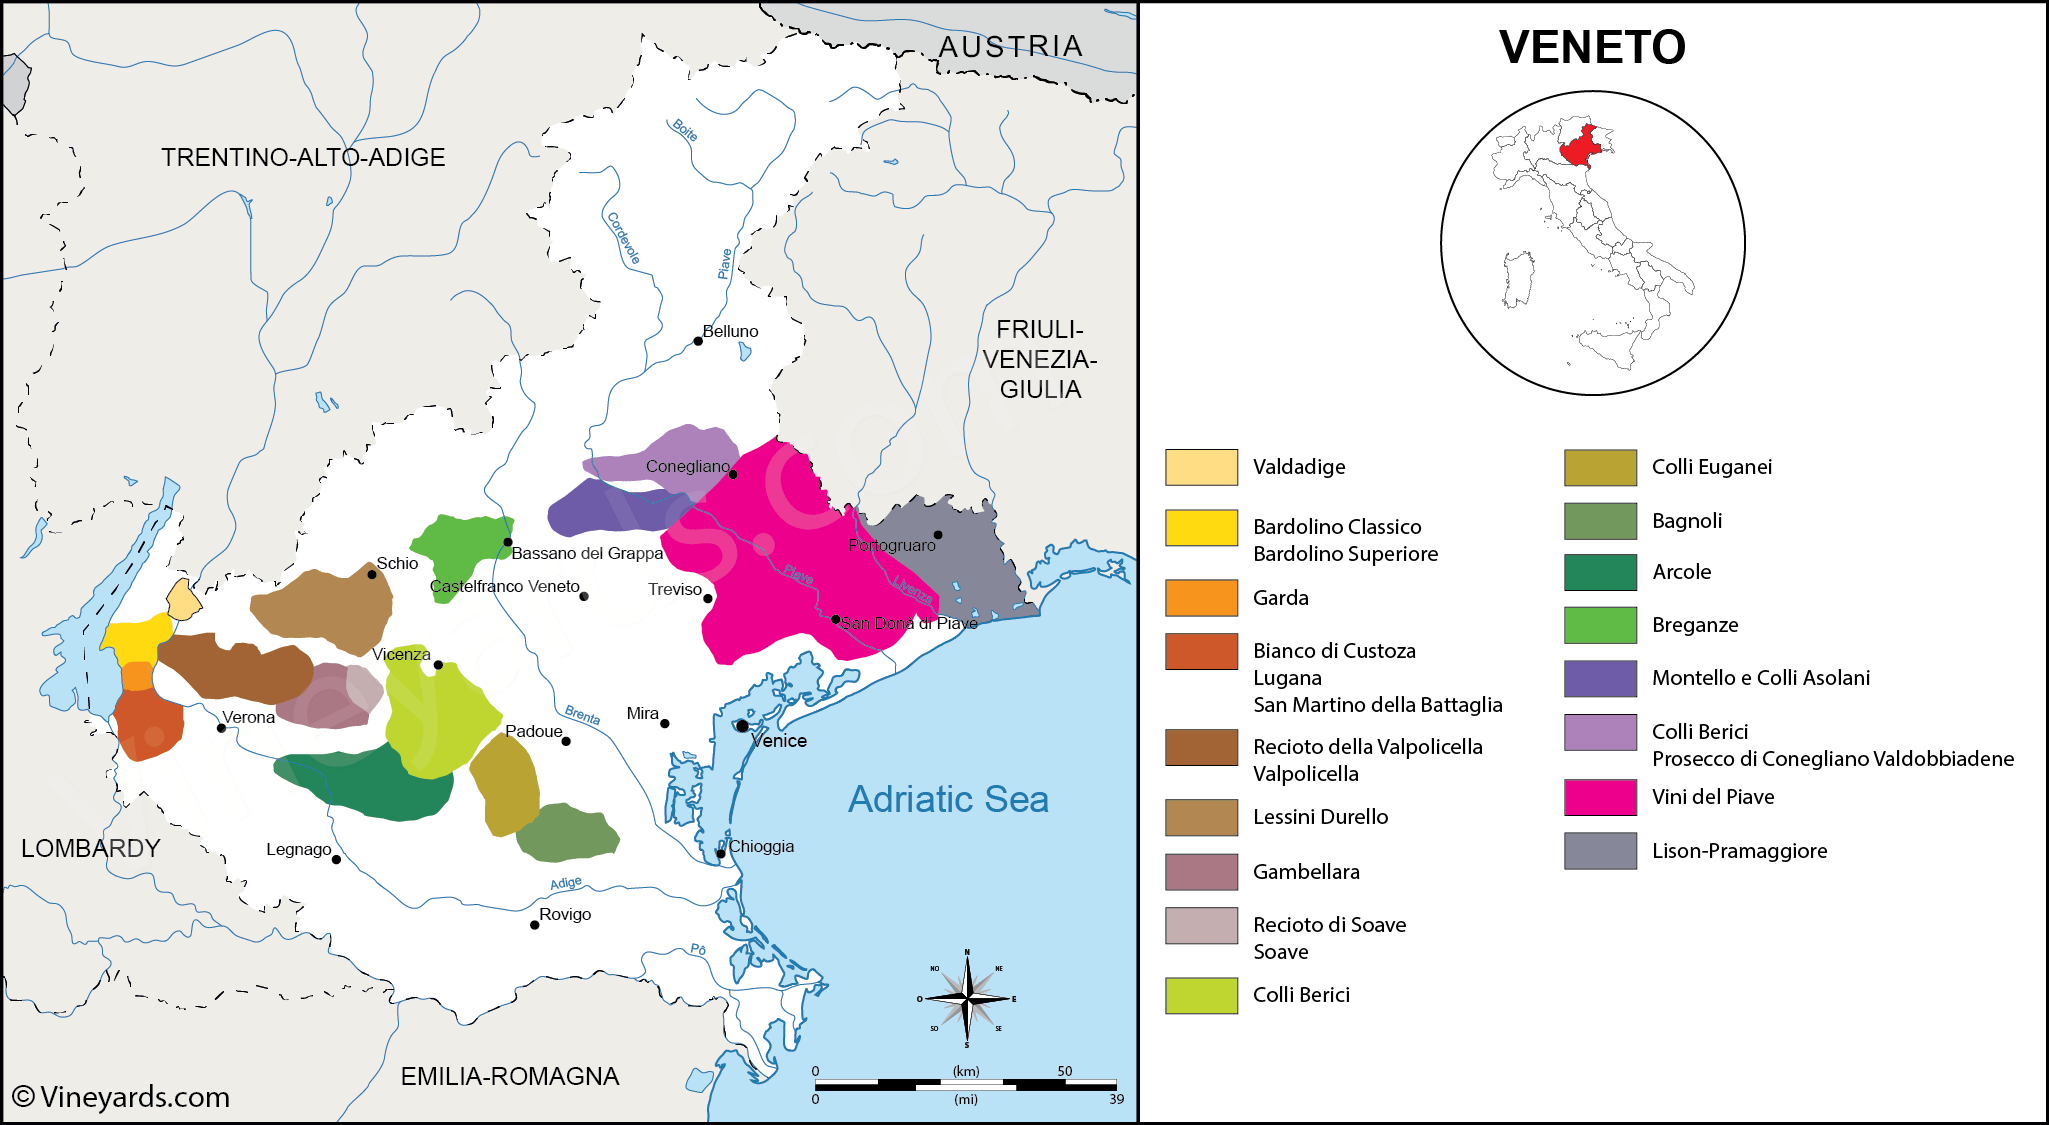 AUSTRIA
TRENTINO-ALTO-ADIGE
Boite
Cordevole
Piave
Belluno
FRIULI-
VENEZIA-
GIULIA
Conegliano
Bassano del Grappa
Portogruaro
Schio
Castelfranco Veneto
Treviso
Piave
Livenza
San Dona di Piave
Vicenza
Verona
Brenta
Padoue
Mira
Venice
Adriatic Sea
LOMBARDY
Legnago
Chioggia
Adige
Rovigo
Pô
N
NO
NE
O
E
SO
SE
S
EMILIA-ROMAGNA
0
(km)
50
0
(mi)
39
© Vineyards.com
VENETO
Valdadige
Bardolino Classico
Bardolino Superiore
Garda
Bianco di Custoza
Lugana
San Martino della Battaglia
Recioto della Valpolicella
Valpolicella
Lessini Durello
Gambellara
Recioto di Soave
Soave
Colli Berici
Colli Euganei
Bagnoli
Arcole
Breganze
Montello e Colli Asolani
Colli Berici
Prosecco di Conegliano Valdobbiadene
Vini del Piave
Lison-Pramaggiore